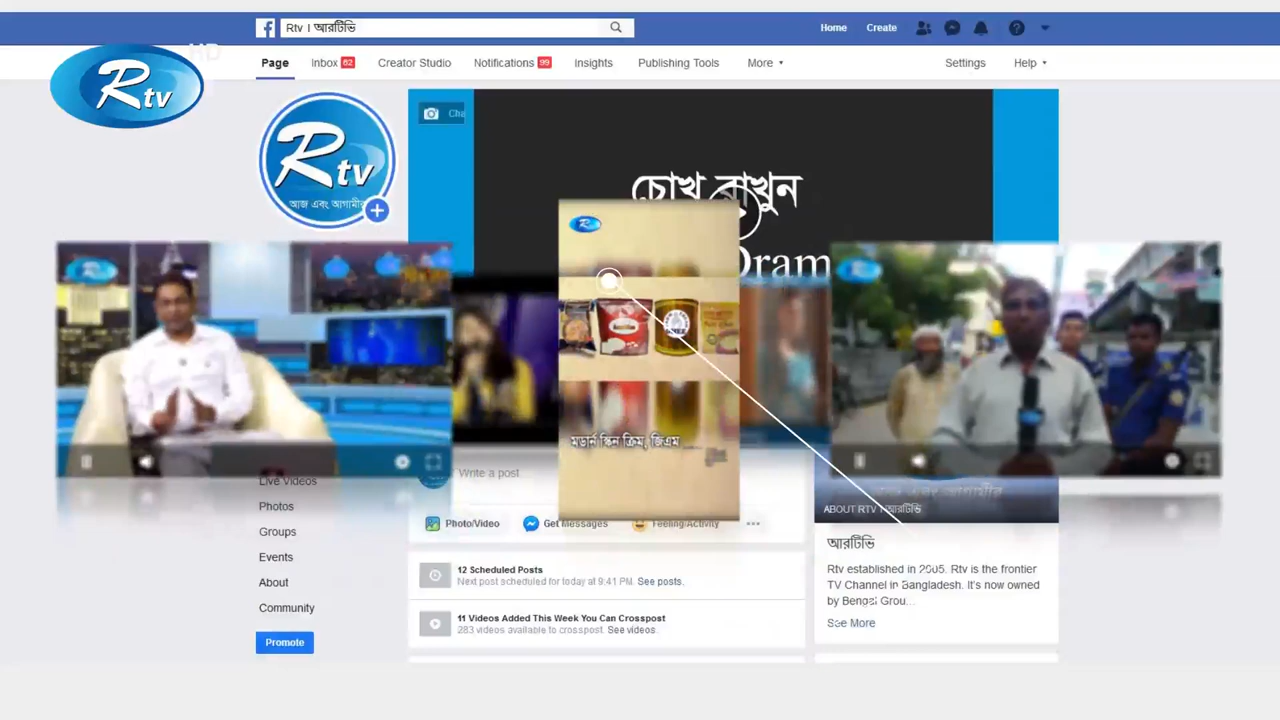 Rtv । আরটিভি
Home Create
Rtv
HD
Page Inbox 62 Creator Studio Notifications 99 Insights Publishing Tools More Settings Help
Rtv
আজ এবং আগামীর
চোখ রাখুন
Dram
মডার্ন স্কিন ক্রিম, জিএম
Live Videos
Photos
Groups
Events
About
Community
Promote
Write a post
Photo/Video Get Messages Feeling/Activity
12 Scheduled Posts
Next post scheduled for today at 9:41 PM. See posts.
11 Videos Added This Week You Can Crosspost
283 videos available to crosspost. See videos.
ABOUT RTV । আরটিভি
আরটিভি
Rtv established in 2005. Rtv is the frontier
TV Channel in Bangladesh. It's now owned
by Bengal Grou...
See More